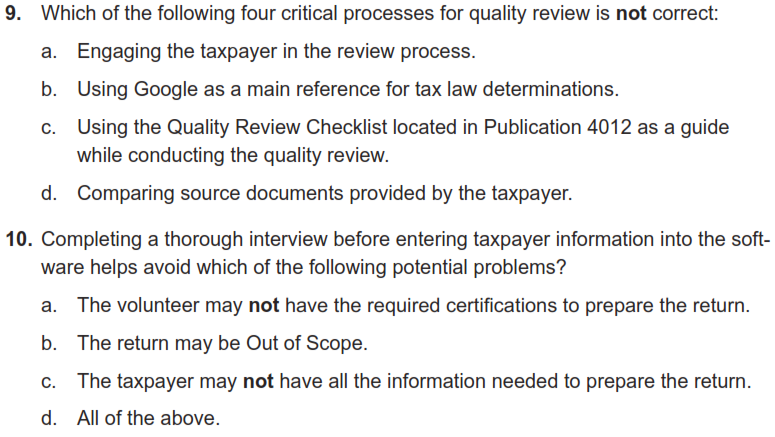 9. Which of the following four critical processes for quality review is not correct:
a. Engaging the taxpayer in the review process.
b. Using Google as a main reference for tax law determinations.
c. Using the Quality Review Checklist located in Publication 4012 as a guide
while conducting the quality review.
d. Comparing source documents provided by the taxpayer.
10. Completing a thorough interview before entering taxpayer information into the soft-
ware helps avoid which of the following potential problems?
a. The volunteer may not have the required certifications to prepare the return.
b. The return may be Out of Scope.
c. The taxpayer may not have all the information needed to prepare the return.
d. All of the above.